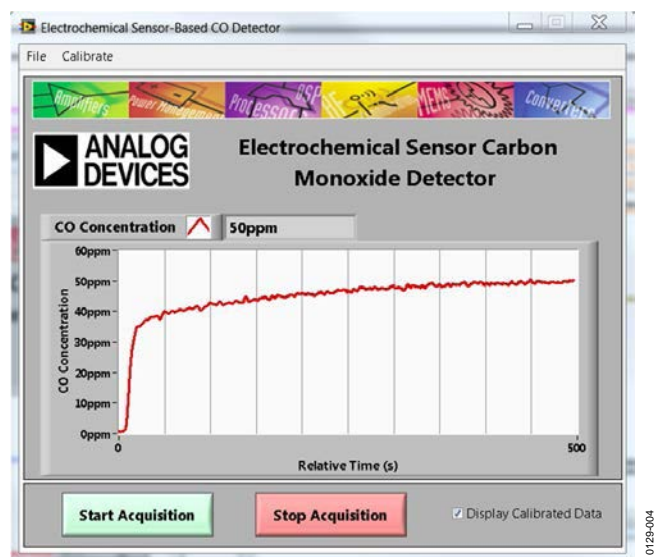 Electrochemical Sensor-Based CO Detector
File Calibrate
Amplifiers Power Management Processors DSP RF MEMS Converters
ANALOG
DEVICES
Electrochemical Sensor Carbon
Monoxide Detector
CO Concentration 50ppm
60ppm
50ppm
40ppm
30ppm
20ppm
10ppm
0ppm
CO Concentration
0 500
Relative Time (s)
Start Acquisition Stop Acquisition Display Calibrated Data
0129-004